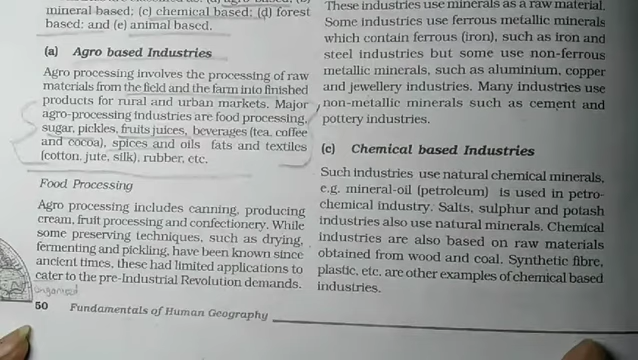 mineral based; (c) chemical based; (d) forest
based: and (e) animal based.
(a) Agro based Industries
Agro processing involves the processing of raw
materials from the field and the farm into finished
products for rural and urban markets. Major
agro-processing industries are food processing,
sugar, pickles, fruits juices, beverages (tea, coffee
and cocoa), spices and oils fats and textiles
(cotton, jute, silk), rubber, etc.
Food Processing
Agro processing includes canning, producing
cream, fruit processing and confectionery. While
some preserving techniques, such as drying,
fermenting and pickling, have been known since
ancient times, these had limited applications to
cater to the pre-Industrial Revolution demands.
50 Fundamentals of Human Geography
These industries use minerals as a raw material.
Some industries use ferrous metallic minerals
which contain ferrous (iron), such as iron and
steel industries but some use non-ferrous
metallic minerals, such as aluminium, copper
and jewellery industries. Many industries use
non-metallic minerals such as cement and
pottery industries.
(c) Chemical based Industries
Such industries use natural chemical minerals,
e.g. mineral-oil (petroleum) is used in petro-
chemical industry. Salts, sulphur and potash
industries also use natural minerals. Chemical
industries are also based on raw materials
obtained from wood and coal. Synthetic fibre,
plastic, etc. are other examples of chemical based
industries.